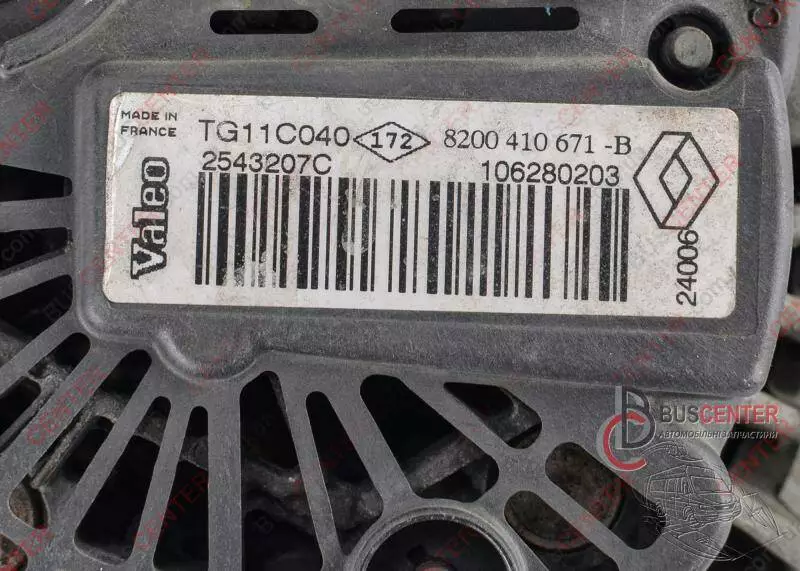 MADE IN
FRANCE
TG11C040 172 8200 410 671 -B
2543207C 106280203
Valeo
24006
BUSCENTER
АВТОМОБІЛЬНІ ЗАПЧАСТИНИ